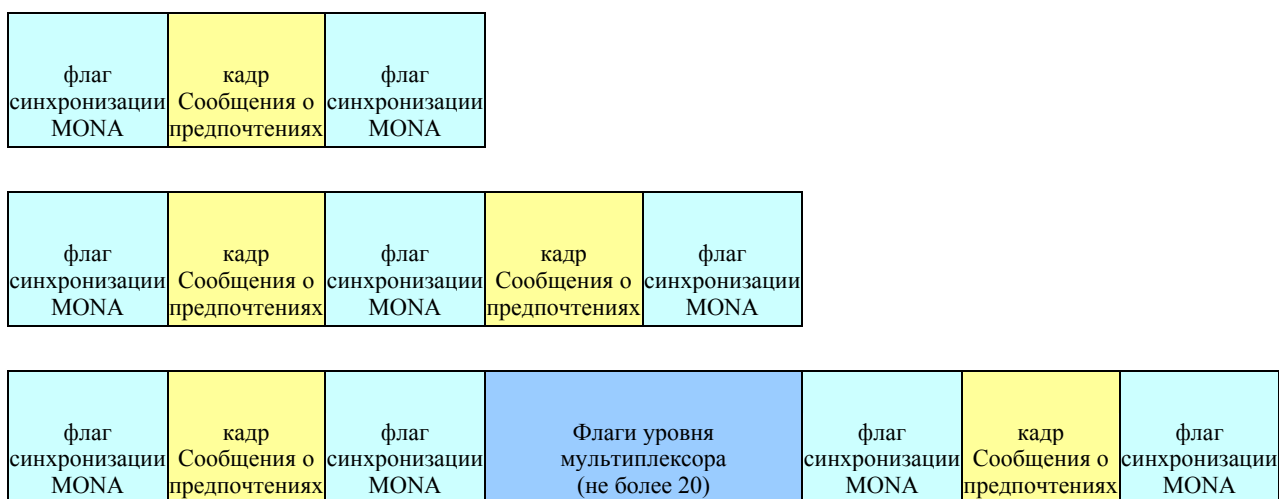 флаг синхронизации MONA
кадр Сообщения о предпочтениях
флаг синхронизации MONA
флаг синхронизации MONA
кадр Сообщения о предпочтениях
флаг синхронизации MONA
кадр Сообщения о предпочтениях
флаг синхронизации MONA
флаг синхронизации MONA
кадр Сообщения о предпочтениях
флаг синхронизации MONA
Флаги уровня мультиплексора (не более 20)
флаг синхронизации MONA
кадр Сообщения о предпочтениях
флаг синхронизации MONA